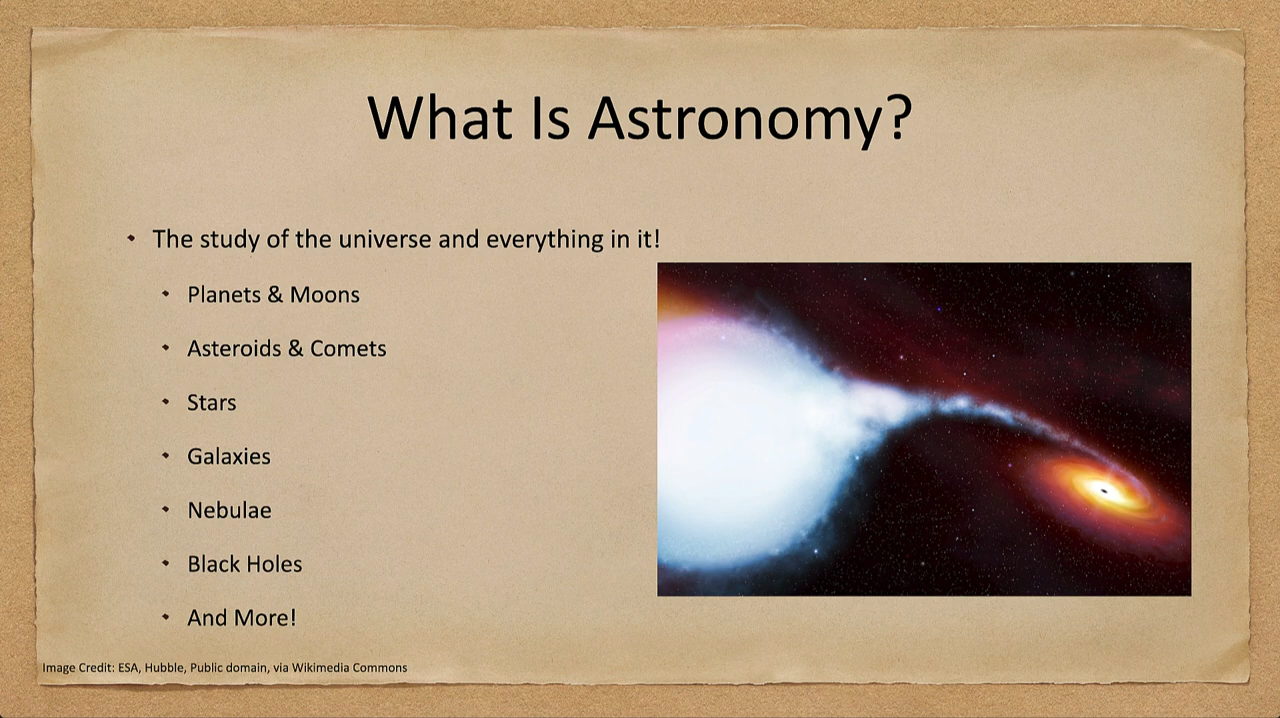 What Is Astronomy?
The study of the universe and everything in it!
Planets & Moons
Asteroids & Comets
Stars
Galaxies
Nebulae
Black Holes
And More!
Image Credit: ESA, Hubble, Public domain, via Wikimedia Commons